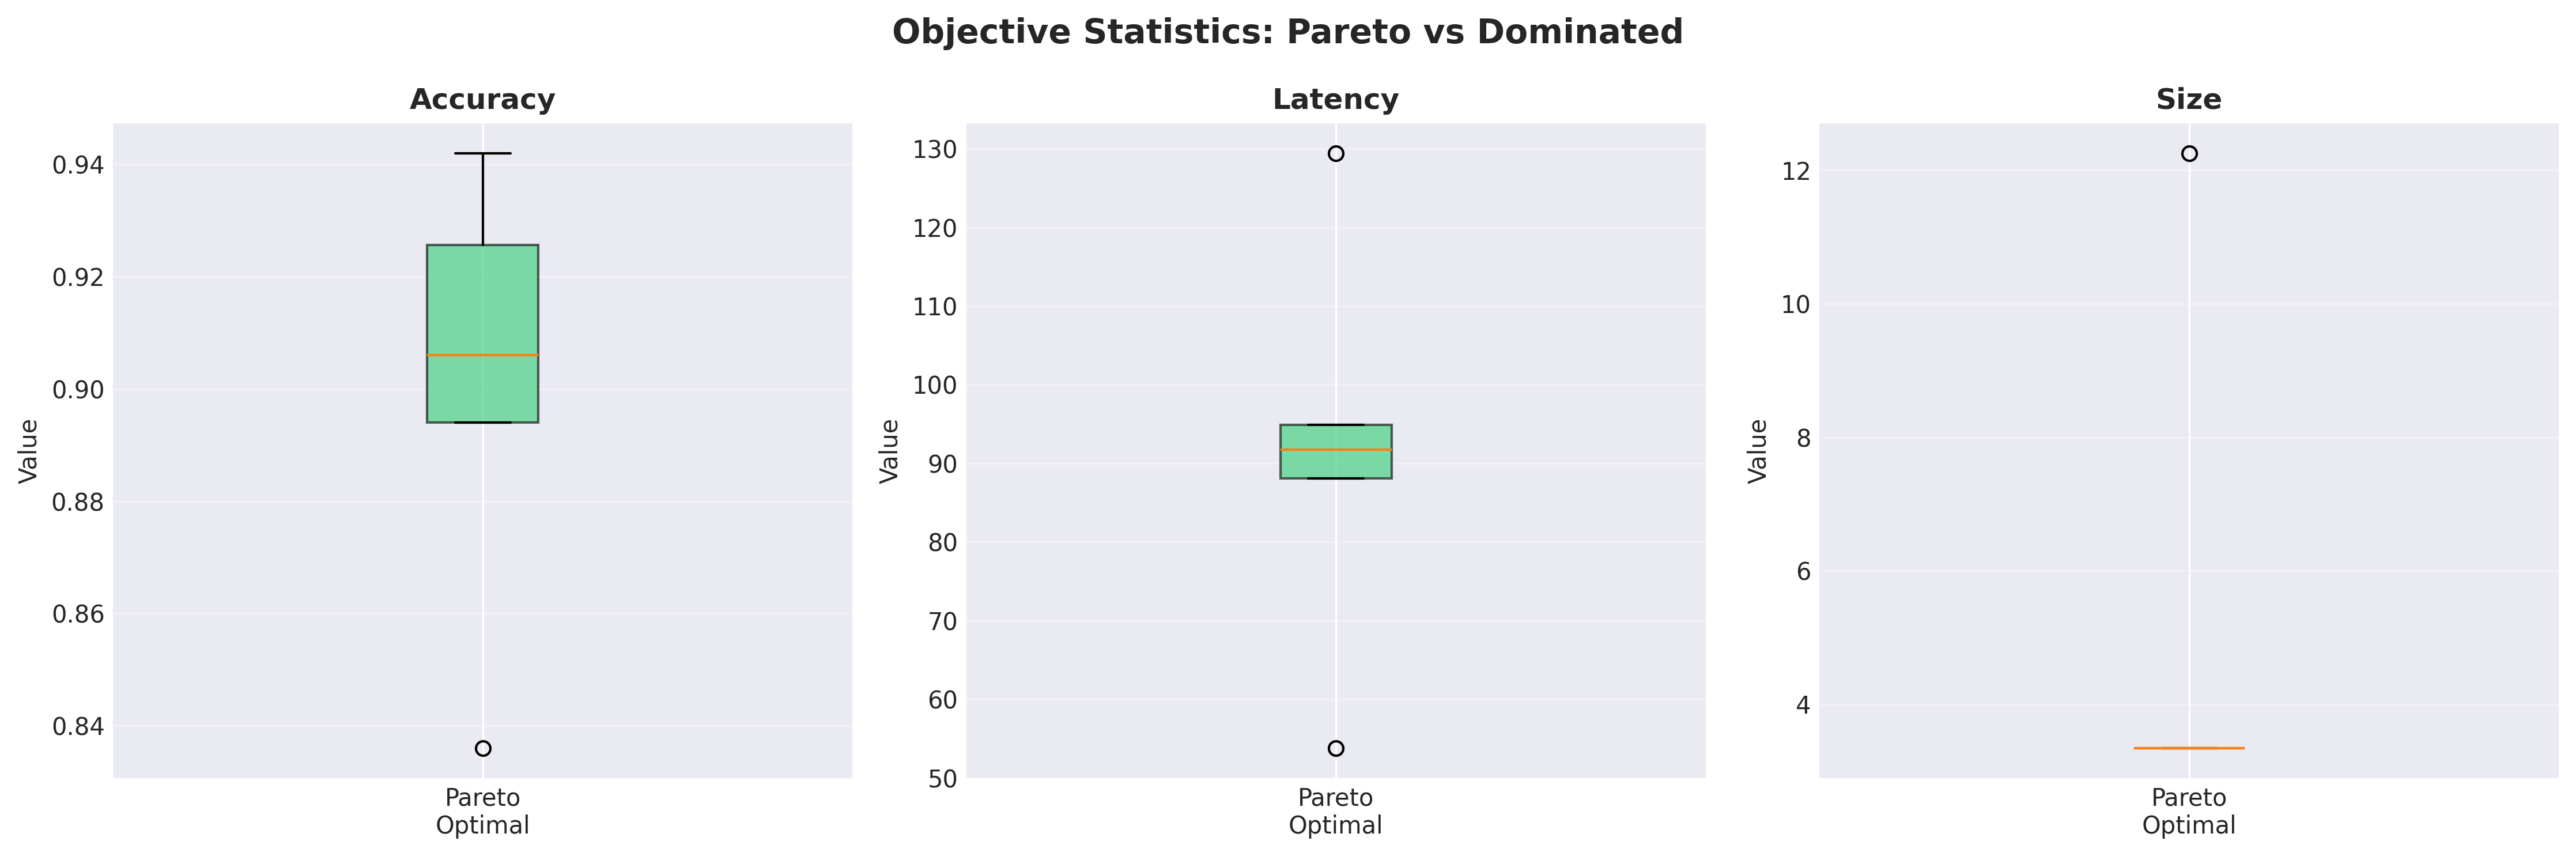 Objective Statistics: Pareto vs Dominated
Accuracy
Value
0.94
0.92
0.90
0.88
0.86
0.84
Pareto
Optimal
Latency
Value
130
120
110
100
90
80
70
60
50
Pareto
Optimal
Size
Value
12
10
8
6
4
Pareto
Optimal